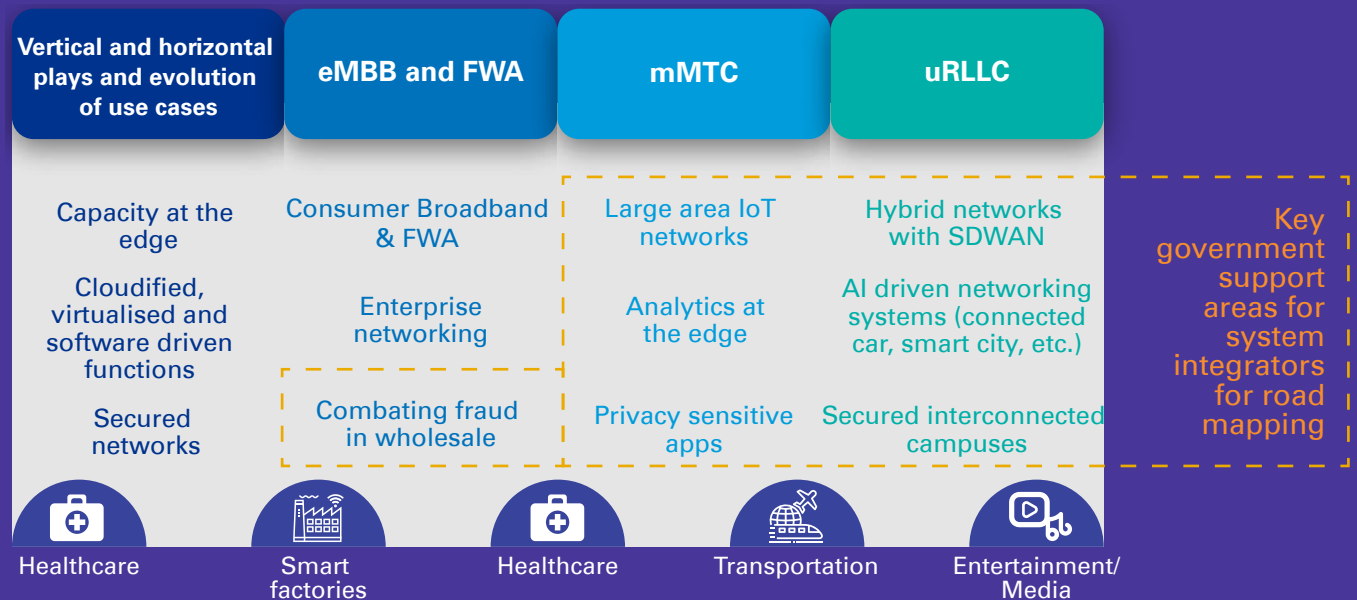 Vertical and horizontal
plays and evolution
of use cases
eMBB and FWA
mMTC
uRLLC
Capacity at the
edge
Consumer Broadband
& FWA
Large area IoT
networks
Hybrid networks
with SDWAN
Cloudified,
virtualised and
software driven
functions
Enterprise
networking
Analytics at
the edge
AI driven networking
systems (connected
car, smart city, etc.)
Secured
networks
Combating fraud
in wholesale
Privacy sensitive
apps
Secured interconnected
campuses
Key
government
support
areas for
system
integrators
for road
mapping
Healthcare
Smart
factories
Healthcare
Transportation
Entertainment/
Media